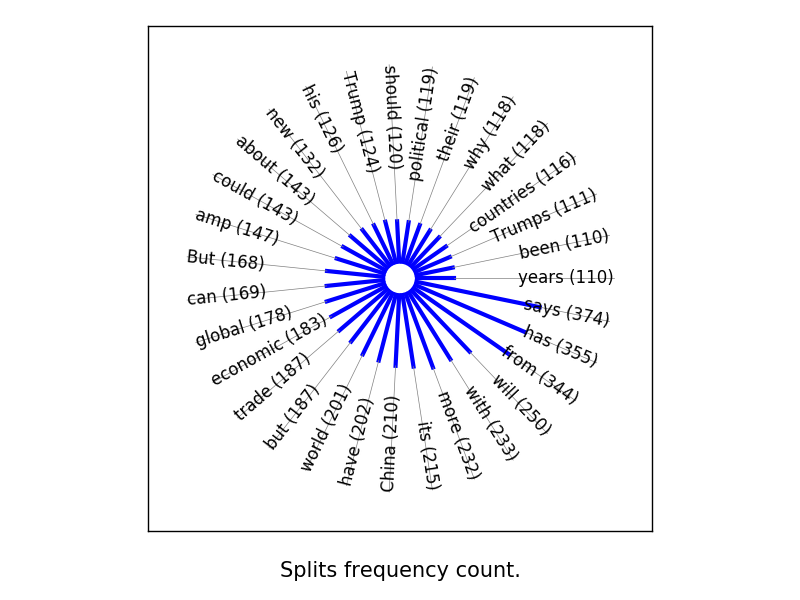 years (110)
been (110)
Trumps (111)
countries (116)
what (118)
why (118)
their (119)
political (119)
should (120)
Trump (124)
his (126)
new (132)
about (143)
could (143)
amp (147)
But (168)
can (169)
global (178)
economic (183)
trade (187)
but (187)
world (201)
have (202)
China (210)
its (215)
more (232)
with (233)
will (250)
from (344)
has (355)
says (374)
Splits frequency count.